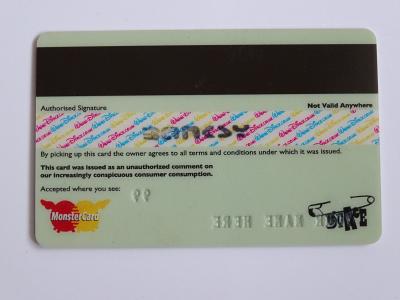 Authorised Signature Not Valid Anywhere
BANKSY
By picking up this card the owner agrees to all terms and conditions under which it was issued.
This card was issued as an unauthorized comment on
our increasingly conspicuous consumer consumption.
Accepted where you see:
MonsterCard
NAME HERE